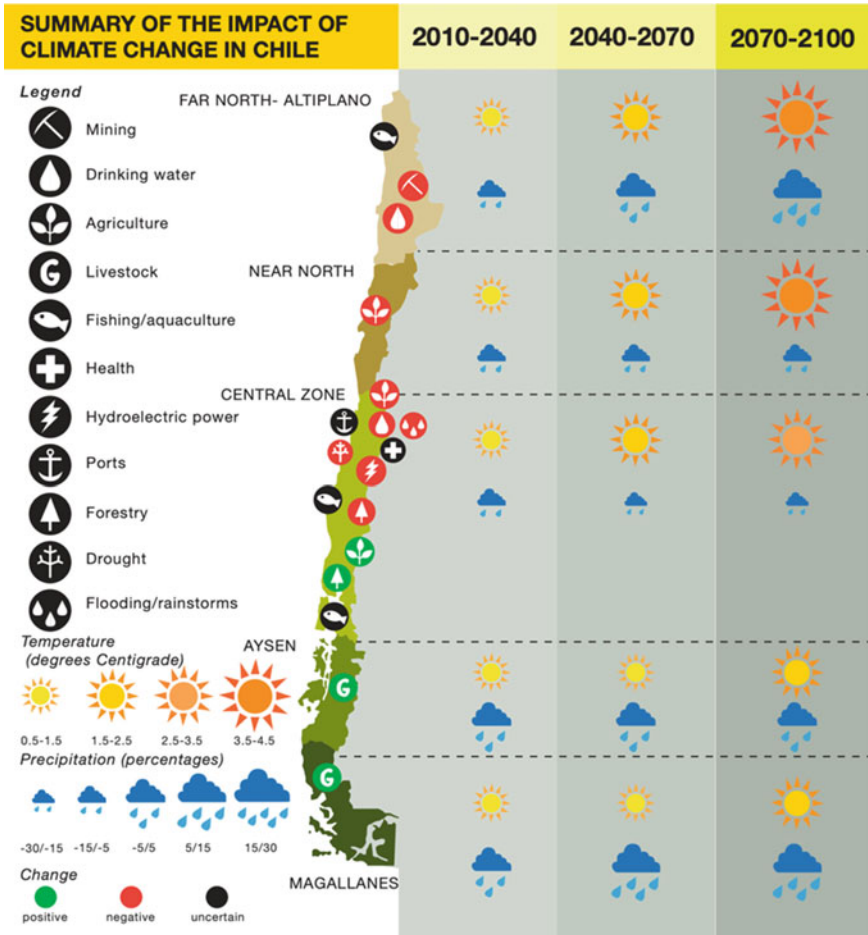 SUMMARY OF THE IMPACT OF
CLIMATE CHANGE IN CHILE
2010-2040
2040-2070
2070-2100
Legend
Mining
Drinking water
Agriculture
G
Livestock
Fishing/aquaculture
Health
Hydroelectric power
Ports
Forestry
Drought
Flooding/rainstorms
FAR NORTH- ALTIPLANO
NEAR NORTH
CENTRAL ZONE
AYSEN
G
G
MAGALLANES
Temperature
(degrees Centigrade)
0.5-1.5 1.5-2.5 2.5-3.5 3.5-4.5
Precipitation (percentages)
-30/-15 -15/-5 -5/5 5/15 15/30
Change
positive negative uncertain